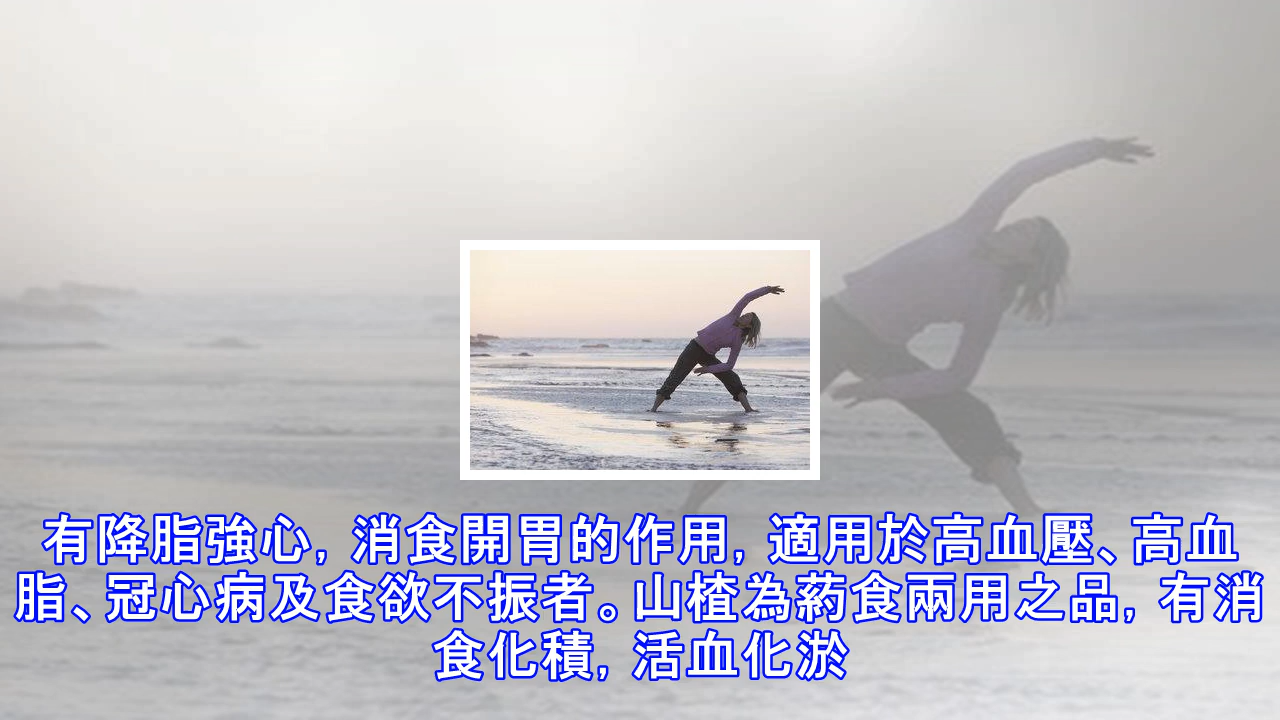 有降脂強心，消食開胃的作用，適用於高血壓、高血
脂、冠心病及食欲不振者。山楂為葯食兩用之品，有消
食化積，活血化淤